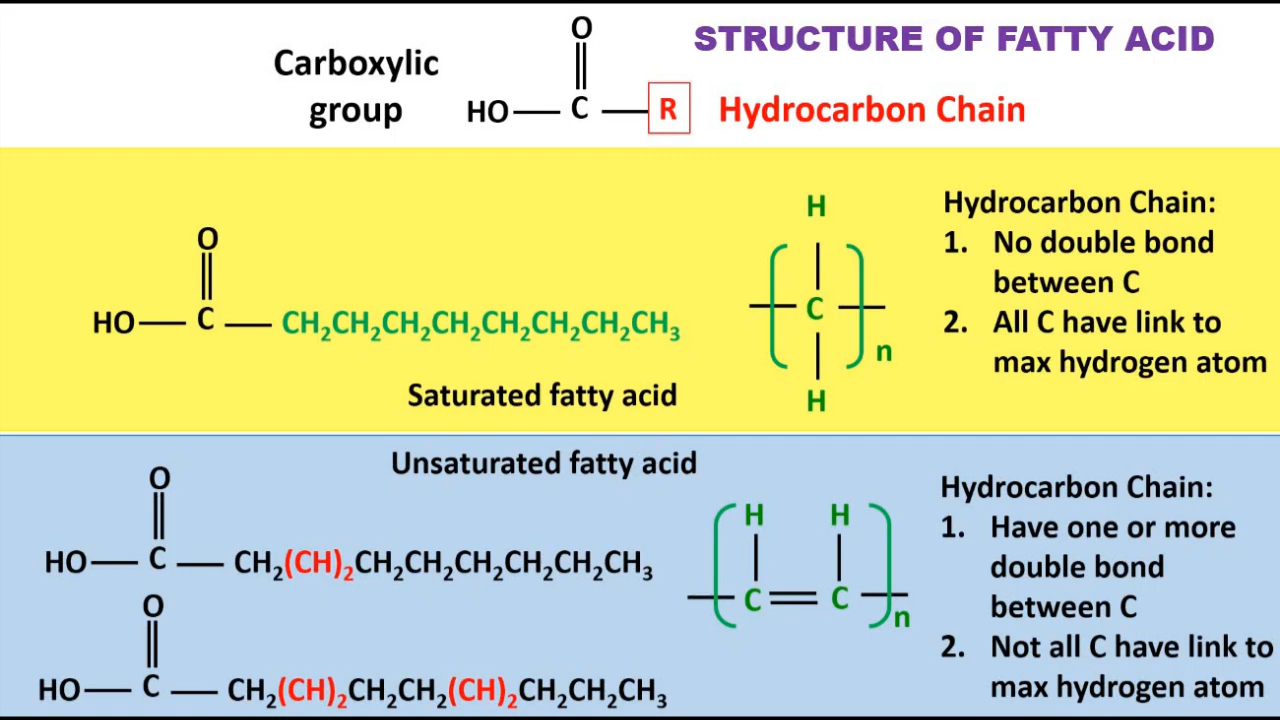 STRUCTURE OF FATTY ACID
Carboxylic
group
O
HO C R
Hydrocarbon Chain
O
HO C CH₂CH₂CH₂CH₂CH₂CH₂CH₂CH₃
Saturated fatty acid
H
C
n
H
Hydrocarbon Chain:
1. No double bond
between C
2. All C have link to
max hydrogen atom
Unsaturated fatty acid
O
HO C CH₂(CH)₂CH₂CH₂CH₂CH₂CH₂CH₃
O
HO C CH₂(CH)₂CH₂CH₂(CH)₂CH₂CH₂CH₃
H H
C C
n
Hydrocarbon Chain:
1. Have one or more
double bond
between C
2. Not all C have link to
max hydrogen atom